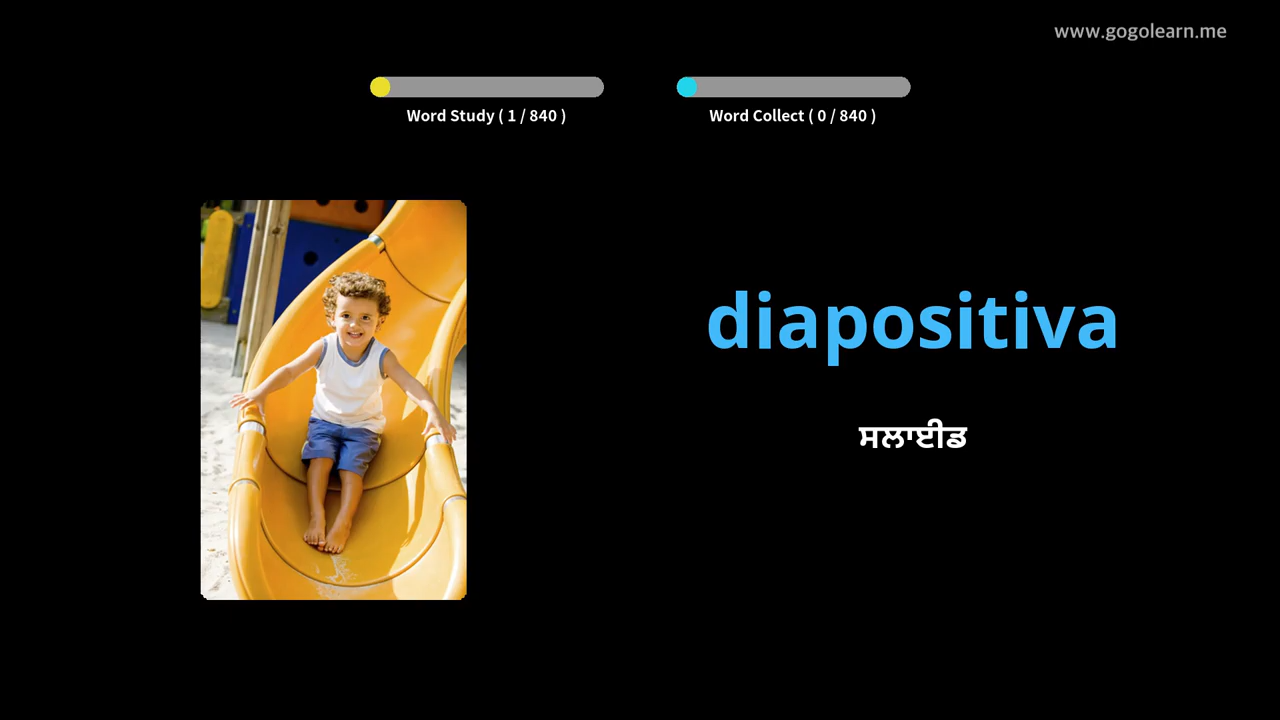 www.gogolearn.me
Word Study ( 1 / 840 )
Word Collect ( 0 / 840 )
diapositiva
ਸਲਾਈਡ